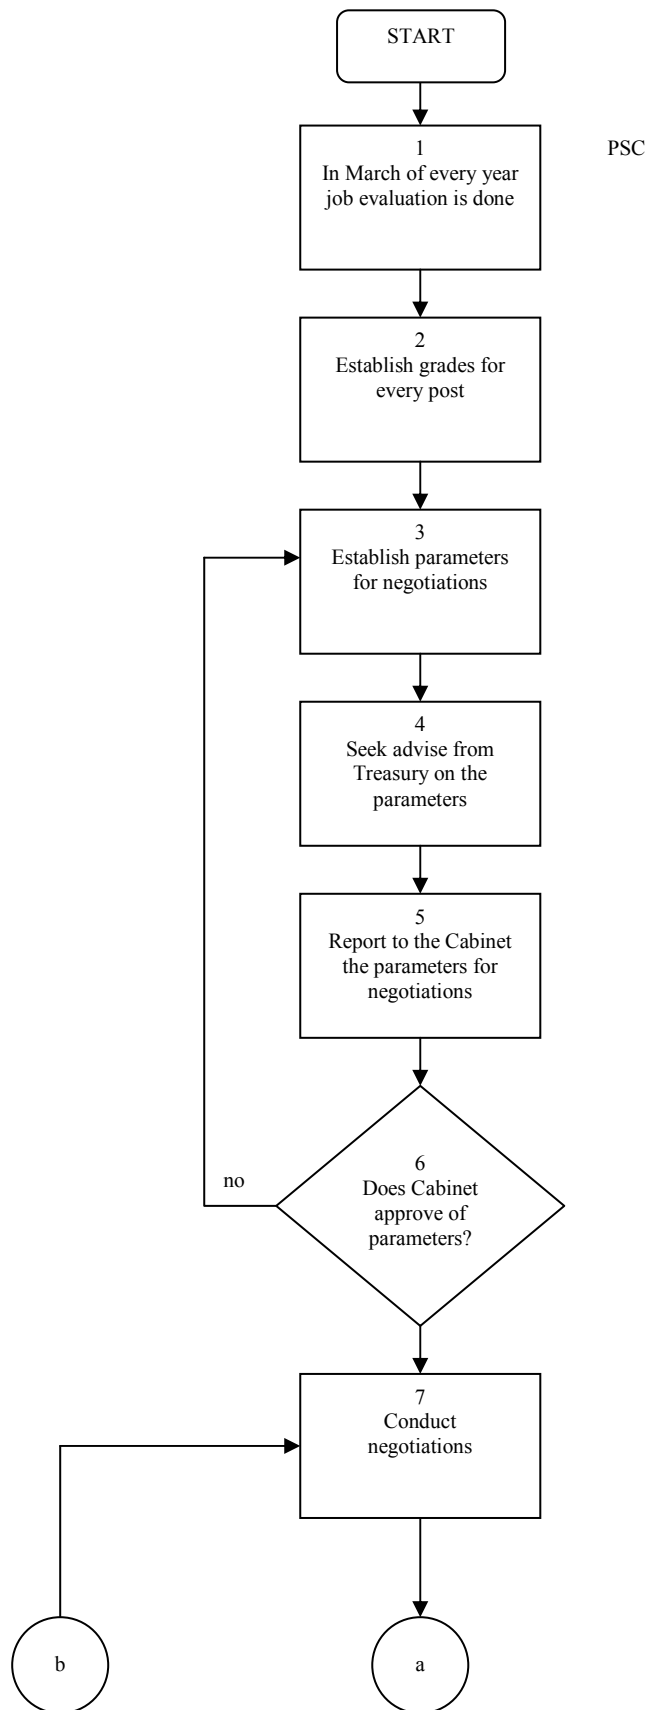 START
1
In March of every year
job evaluation is done
PSC
2
Establish grades for
every post
3
Establish parameters
for negotiations
4
Seek advise from
Treasury on the
parameters
5
Report to the Cabinet
the parameters for
negotiations
6
Does Cabinet
approve of
parameters?
no
7
Conduct
negotiations
b
a